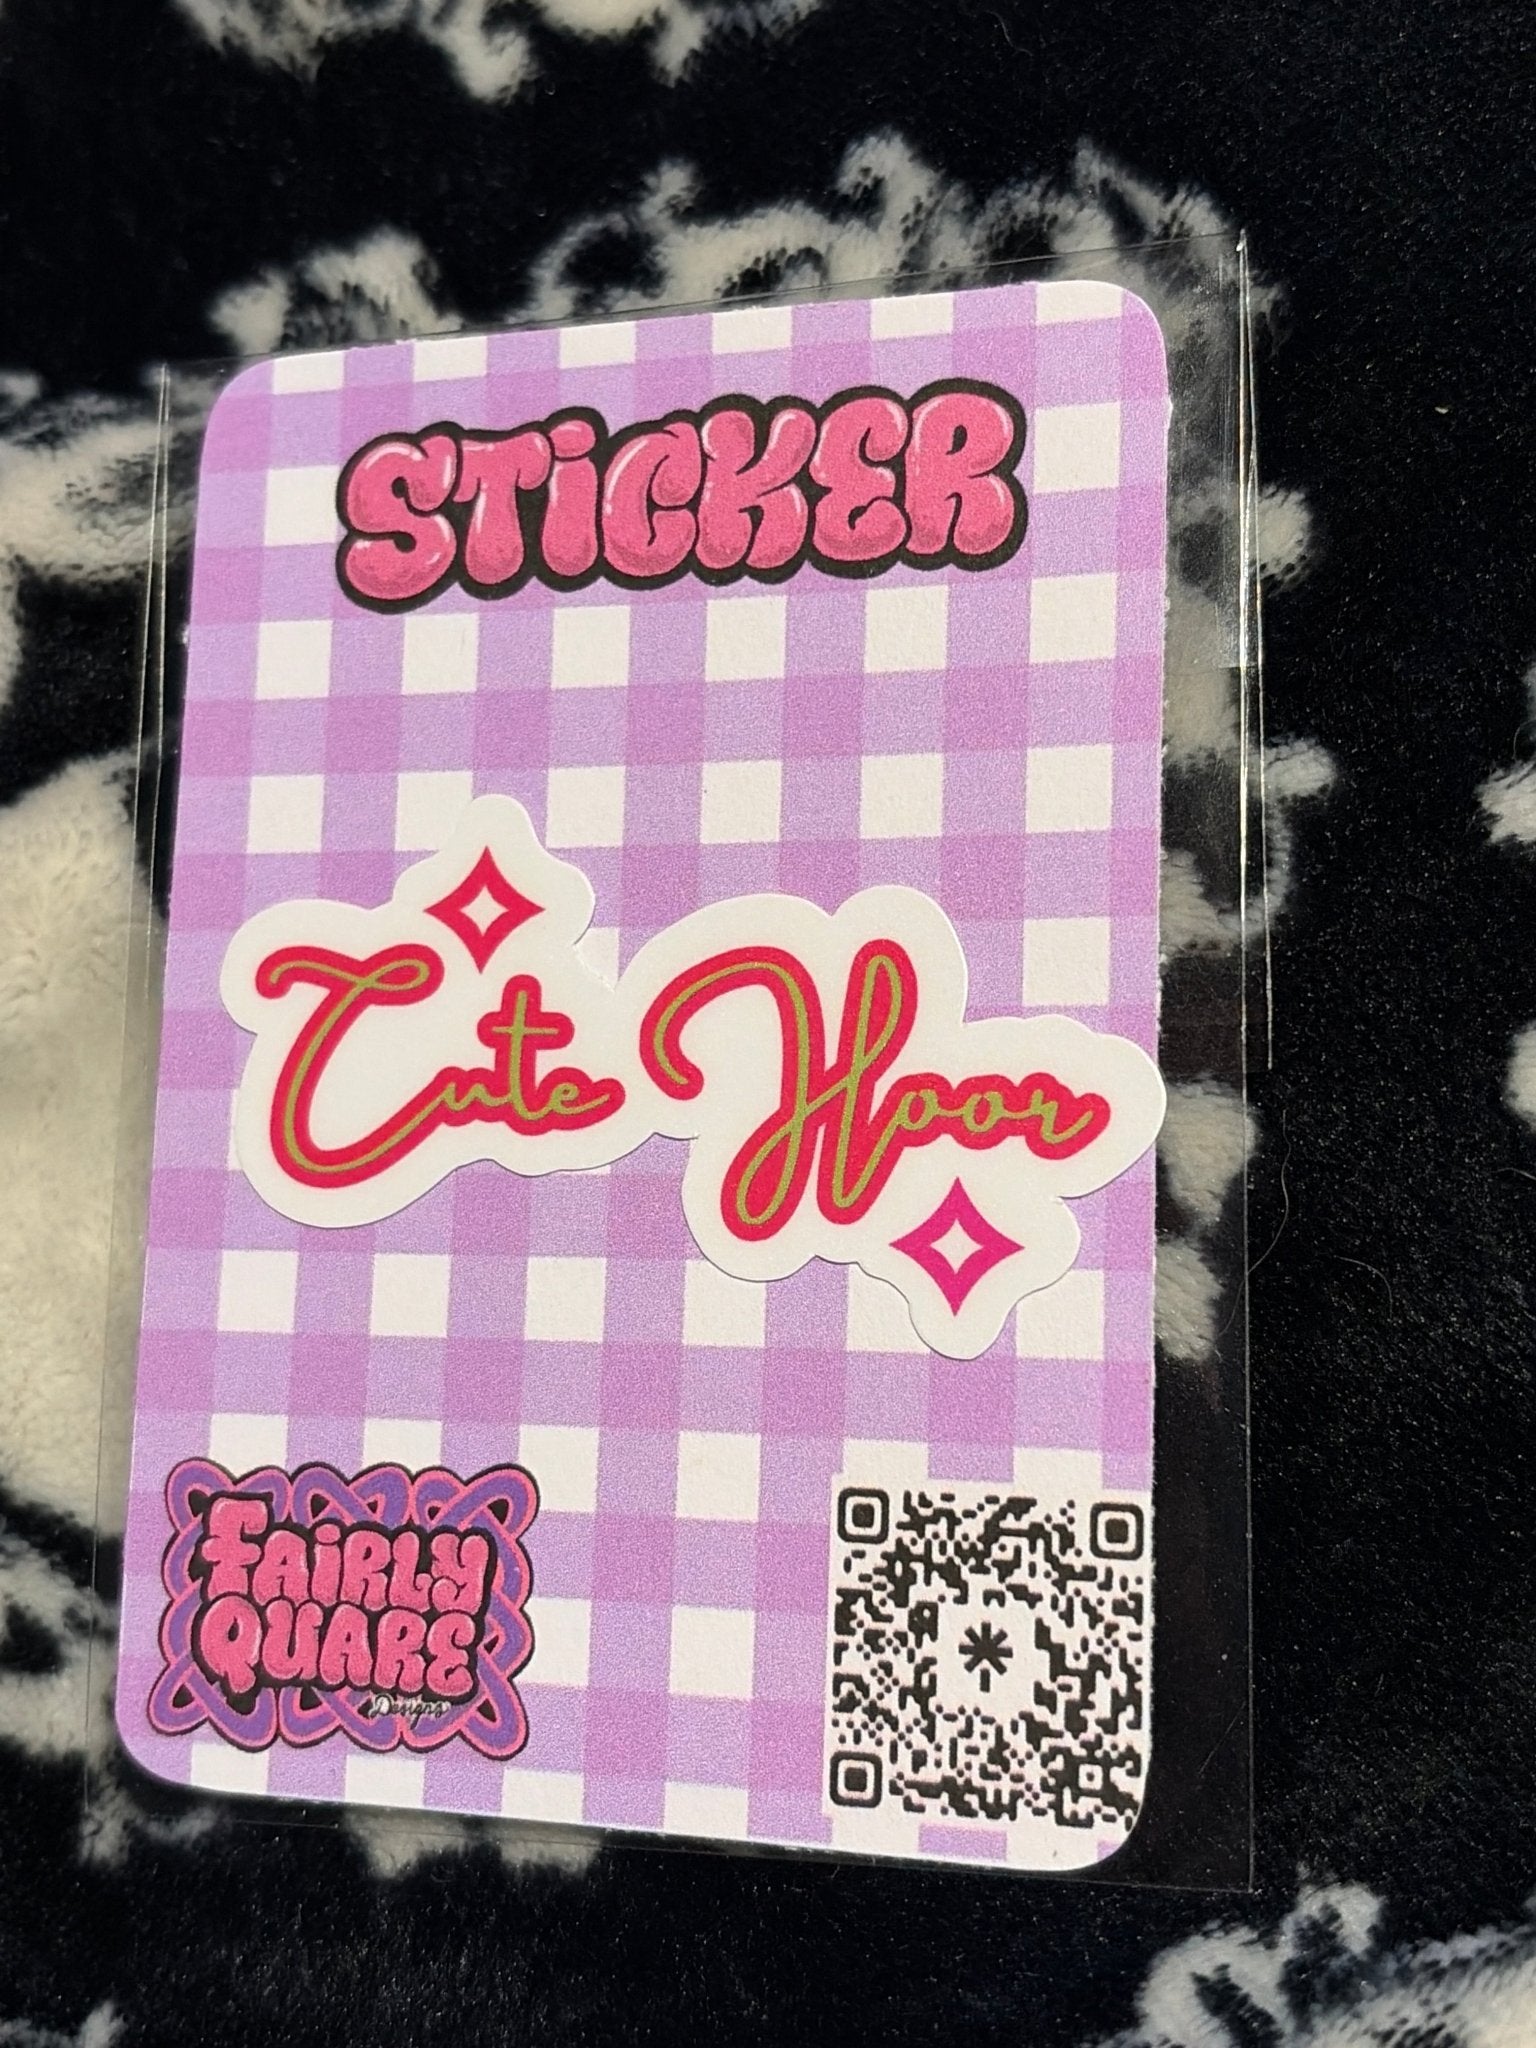 STiCKER
Cute Hoor
FAiRLY
QUARE
Designs